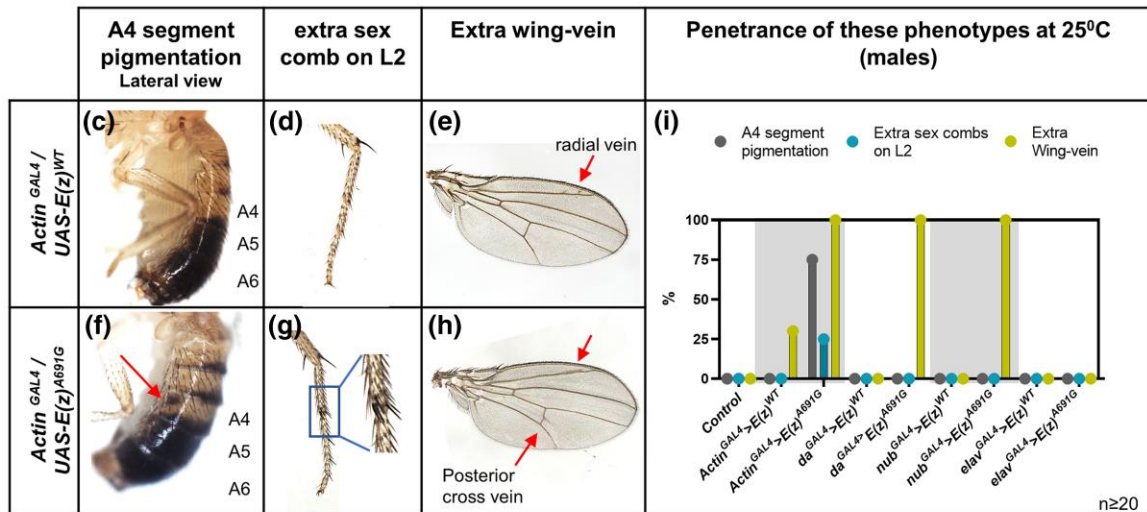 A4 segment
pigmentation
Lateral view
extra sex
comb on L2
Extra wing-vein
Penetrance of these phenotypes at 25⁰C
(males)
Actin GAL4 /
UAS-E(z)WT
(c)
A4
A5
A6
(d)
(e)
radial vein
Actin GAL4 /
UAS-E(z)A691G
(f)
A4
A5
A6
(g)
(h)
Posterior
cross vein
(i)
A4 segment
pigmentation
Extra sex combs
on L2
Extra
Wing-vein
%
100
75
50
25
0
Control
ActinGAL4>E(z)WT
ActinGAL4>E(z)A691G
daGAL4>E(z)WT
daGAL4>E(z)A691G
nubGAL4>E(z)WT
nubGAL4>E(z)A691G
elavGAL4>E(z)WT
elavGAL4>E(z)A691G
n≥20